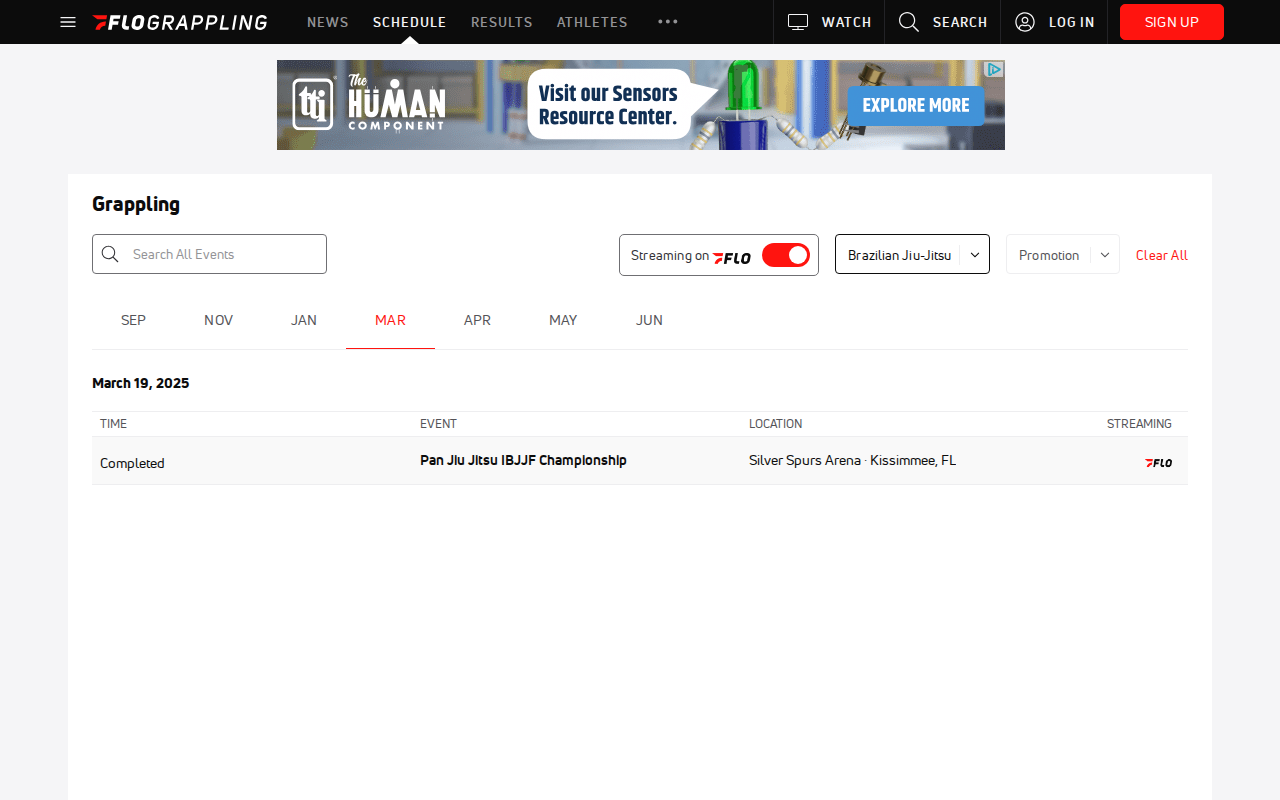 FLOGRAPPLING NEWS SCHEDULE RESULTS ATHLETES WATCH SEARCH LOG IN SIGN UP
tti The HUMAN COMPONENT
Visit our Sensors
Resource Center.
EXPLORE MORE
Grappling
Search All Events Streaming on FLO Brazilian Jiu-Jitsu Promotion Clear All
SEP NOV JAN MAR APR MAY JUN
March 19, 2025
TIME EVENT LOCATION STREAMING
Completed Pan Jiu Jitsu IBJJF Championship Silver Spurs Arena · Kissimmee, FL FLO